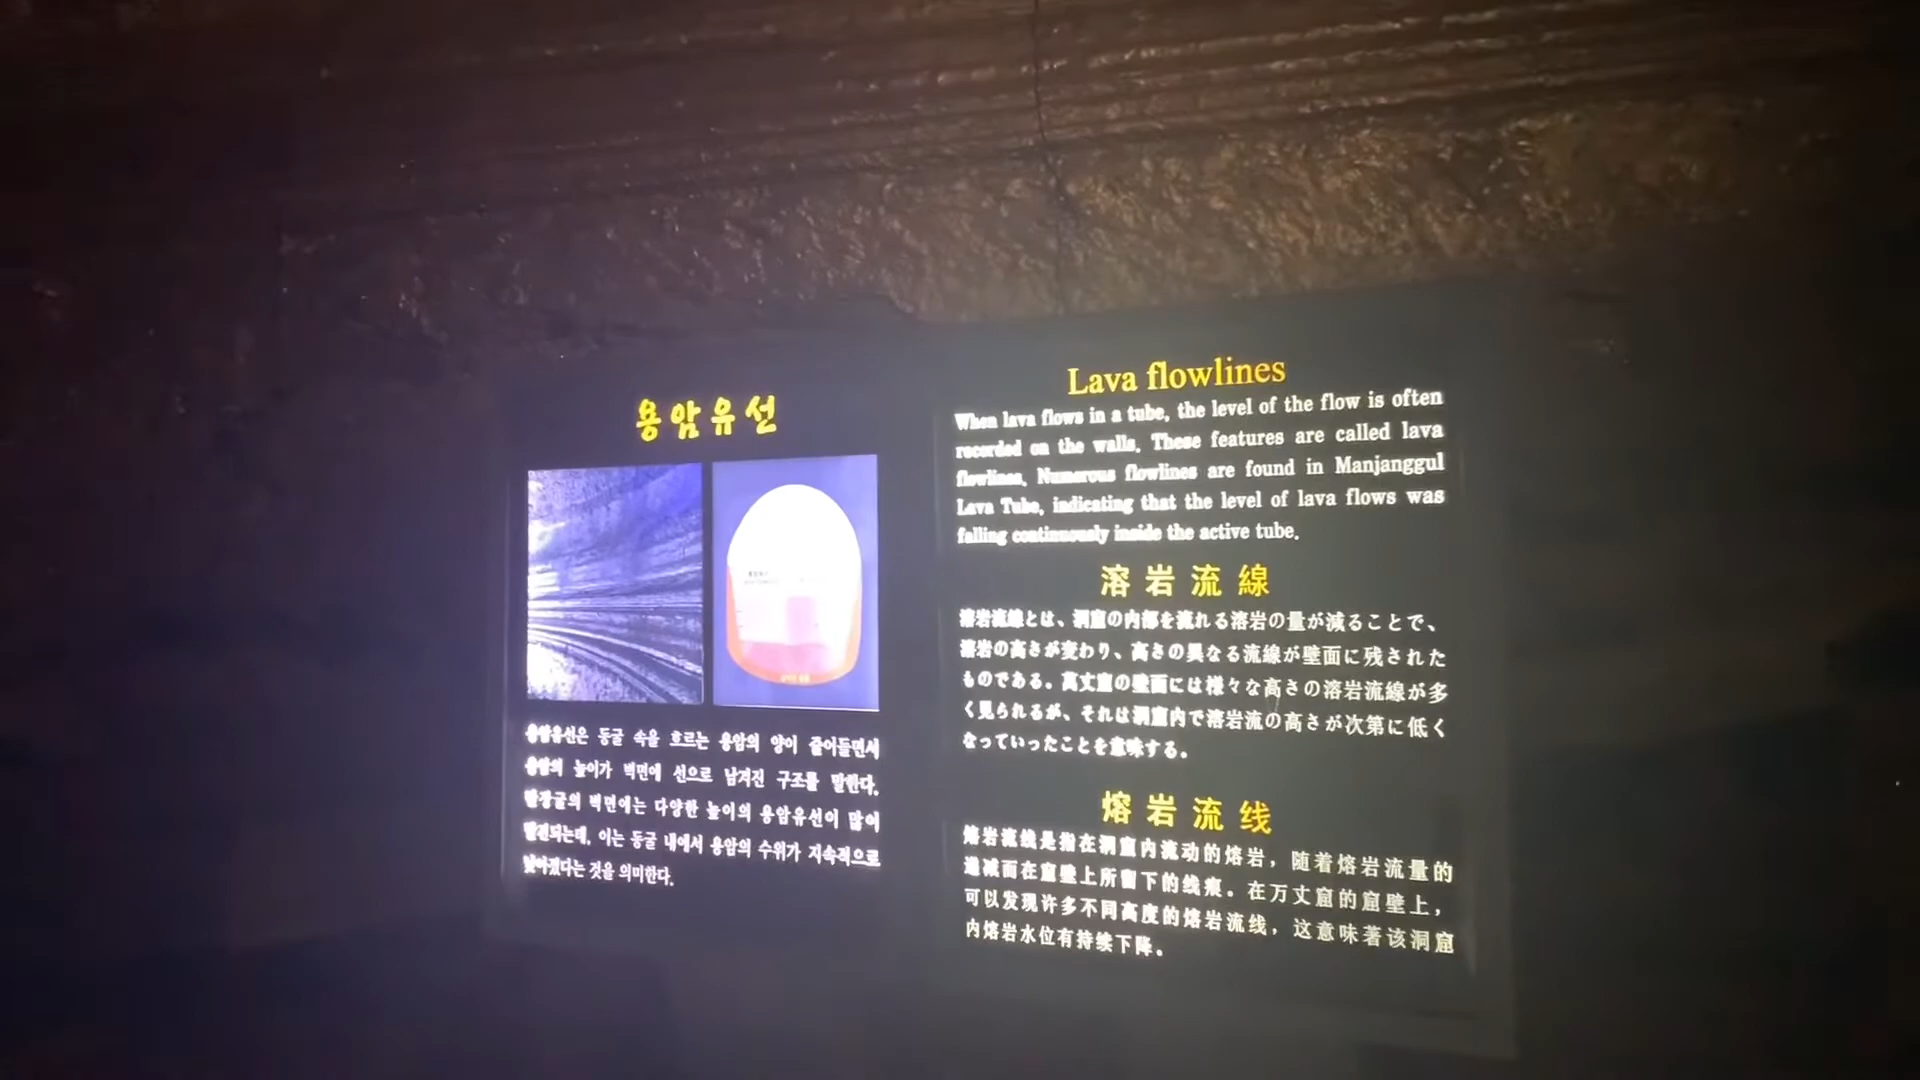 용암유선
용암유선은 동굴 속을 흐르는 용암의 양이 줄어들면서
용암의 높이가 벽면에 선으로 남겨진 구조를 말한다.
만장굴의 벽면에는 다양한 높이의 용암유선이 많이
발견되는데, 이는 동굴 내에서 용암의 수위가 지속적으로
낮아졌다는 것을 의미한다.
Lava flowlines
When lava flows in a tube, the level of the flow is often
recorded on the walls. These features are called lava
flowlines. Numerous flowlines are found in Manjanggul
Lava Tube, indicating that the level of lava flows was
falling continuously inside the active tube.
溶岩流線
溶岩流線とは、洞窟の内部を流れる溶岩の量が減ることで、
溶岩の高さが変わり、高さの異なる流線が壁面に残された
ものである。万丈窟の壁面には様々な高さの溶岩流線が多
く見られるが、それは洞窟内で溶岩流の高さが次第に低く
なっていったことを意味する。
熔岩流线
熔岩流线是指在洞窟内流动的熔岩，随着熔岩流量的
递减而在窟壁上所留下的线痕。在万丈窟的窟壁上，
可以发现许多不同高度的熔岩流线，这意味著该洞窟
内熔岩水位有持续下降。